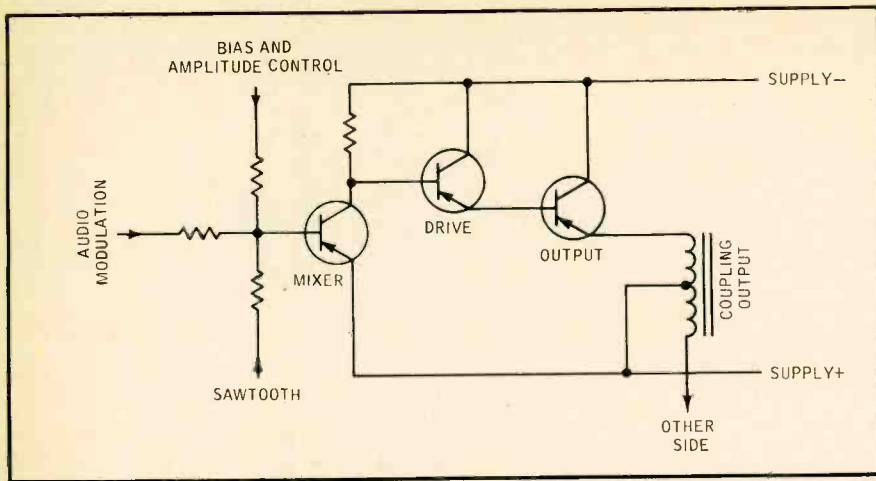 BIAS AND
AMPLITUDE CONTROL
SUPPLY−
AUDIO
MODULATION
DRIVE
MIXER
OUTPUT
COUPLING
OUTPUT
SAWTOOTH
SUPPLY+
OTHER
SIDE